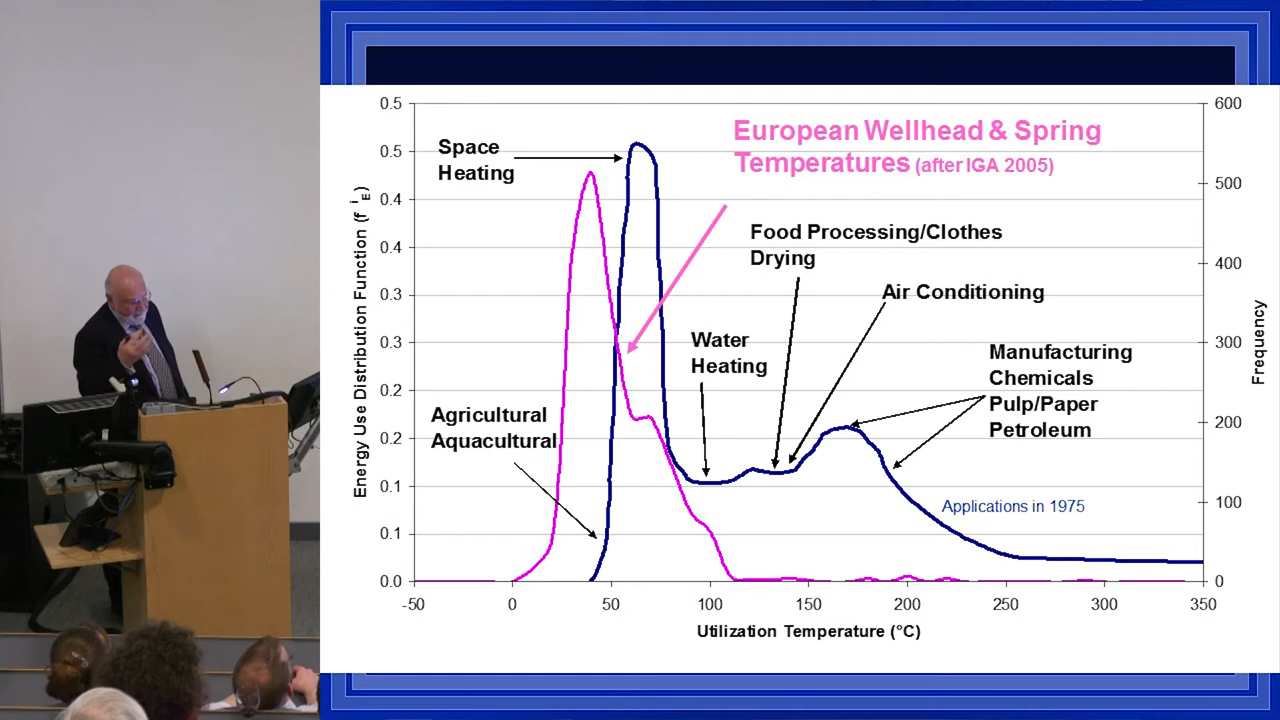 European Wellhead & Spring
Temperatures (after IGA 2005)
Space
Heating
Food Processing/Clothes
Drying
Air Conditioning
Water
Heating
Manufacturing
Chemicals
Pulp/Paper
Petroleum
Agricultural
Aquacultural
Applications in 1975
Energy Use Distribution Function (f i E)
0.5
0.5
0.4
0.4
0.3
0.3
0.2
0.2
0.1
0.1
0.0
600
500
400
300
200
100
0
Frequency
-50 0 50 100 150 200 250 300 350
Utilization Temperature (°C)